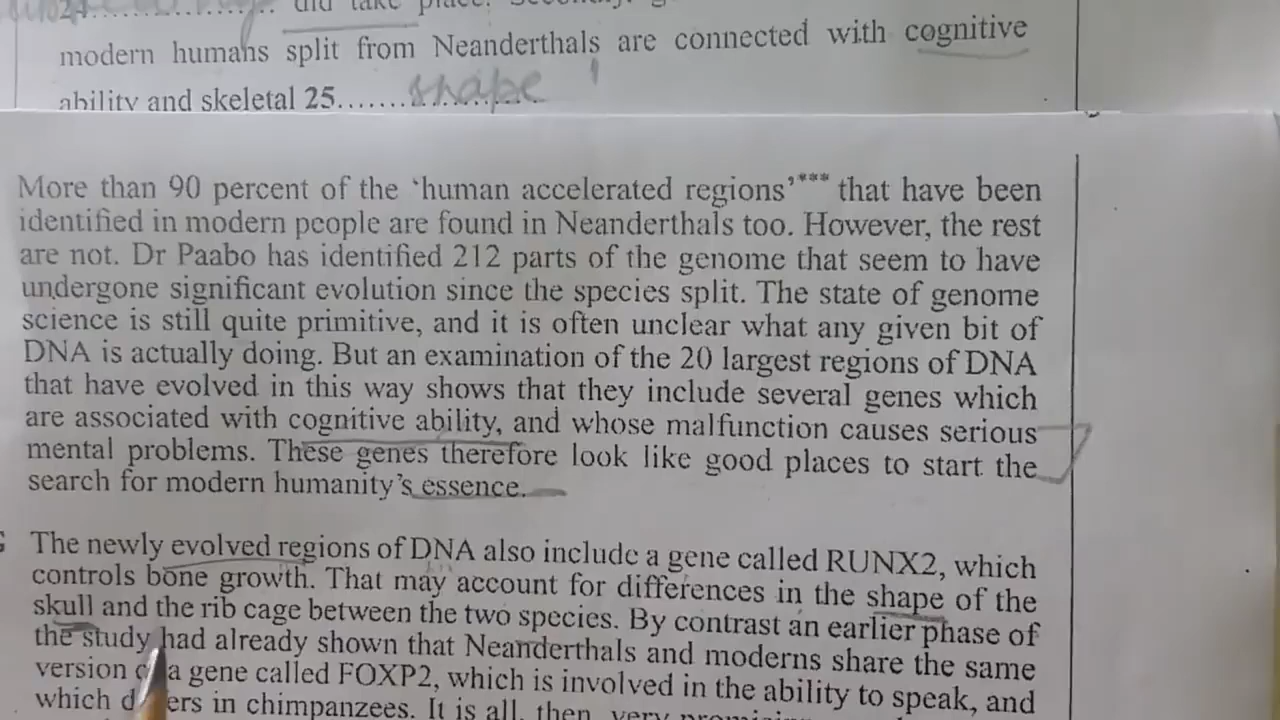 24.................. did take place. Secondly,
modern humans split from Neanderthals are connected with cognitive
ability and skeletal 25.......shape
More than 90 percent of the ‘human accelerated regions’*** that have been
identified in modern people are found in Neanderthals too. However, the rest
are not. Dr Paabo has identified 212 parts of the genome that seem to have
undergone significant evolution since the species split. The state of genome
science is still quite primitive, and it is often unclear what any given bit of
DNA is actually doing. But an examination of the 20 largest regions of DNA
that have evolved in this way shows that they include several genes which
are associated with cognitive ability, and whose malfunction causes serious
mental problems. These genes therefore look like good places to start the
search for modern humanity’s essence.
The newly evolved regions of DNA also include a gene called RUNX2, which
controls bone growth. That may account for differences in the shape of the
skull and the rib cage between the two species. By contrast an earlier phase of
the study had already shown that Neanderthals and moderns share the same
version a gene called FOXP2, which is involved in the ability to speak, and
which in chimpanzees. It is all, then, very